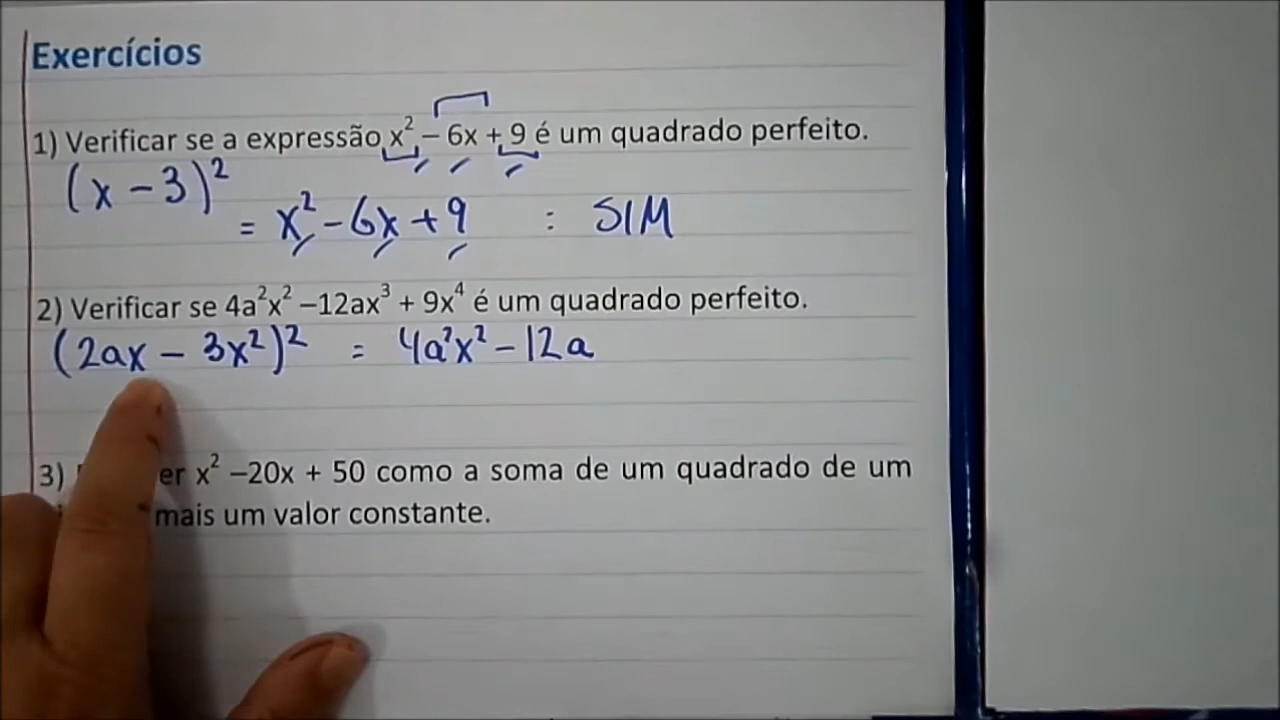 Exercícios
1) Verificar se a expressão x² – 6x + 9 é um quadrado perfeito.
(x – 3)²
= x² – 6x + 9 : SIM
2) Verificar se 4a²x² –12ax³ + 9x⁴ é um quadrado perfeito.
(2ax – 3x²)² = 4a²x² – 12a
3) er x² –20x + 50 como a soma de um quadrado de um
mais um valor constante.